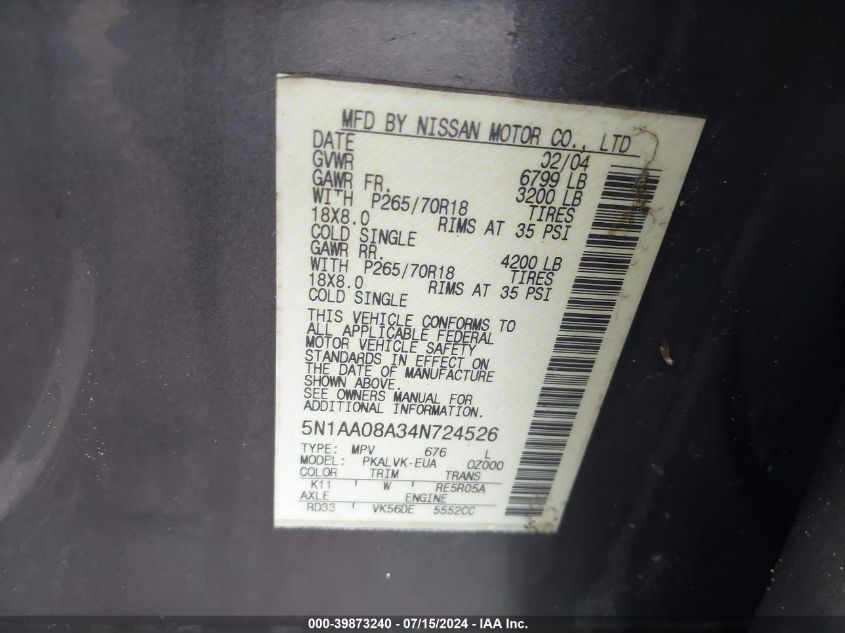 MFD BY NISSAN MOTOR CO., LTD
DATE 02/04
GVWR 6799 LB
GAWR FR. 3200 LB
WITH P265/70R18 TIRES
18X8.0 RIMS AT 35 PSI
COLD SINGLE
GAWR RR. 4200 LB
WITH P265/70R18 TIRES
18X8.0 RIMS AT 35 PSI
COLD SINGLE
THIS VEHICLE CONFORMS TO
ALL APPLICABLE FEDERAL
MOTOR VEHICLE SAFETY
STANDARDS IN EFFECT ON
THE DATE OF MANUFACTURE
SHOWN ABOVE.
SEE OWNERS MANUAL FOR
ADDITIONAL INFORMATION.
5N1AA08A34N724526
TYPE: MPV 676 L
MODEL: PKALVK-EUA OZ000
COLOR TRIM TRANS
K11 W RE5R05A
AXLE ENGINE
RD33 VK56DE 5552CC
000-39873240 - 07/15/2024 - IAA Inc.